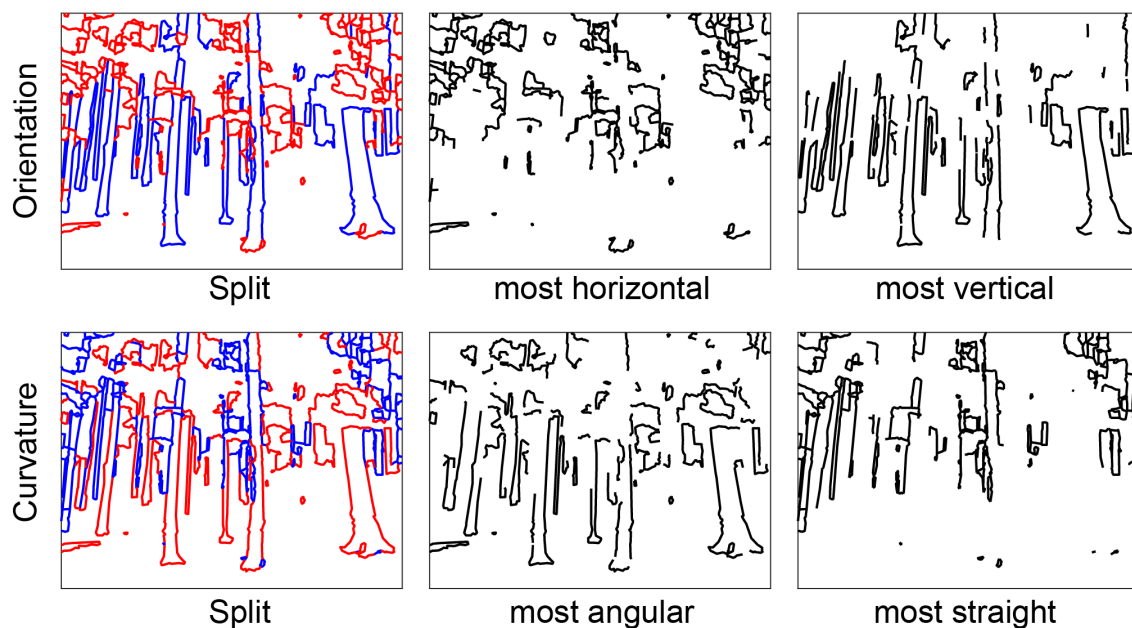 Orientation
Split
most horizontal
most vertical
Curvature
Split
most angular
most straight